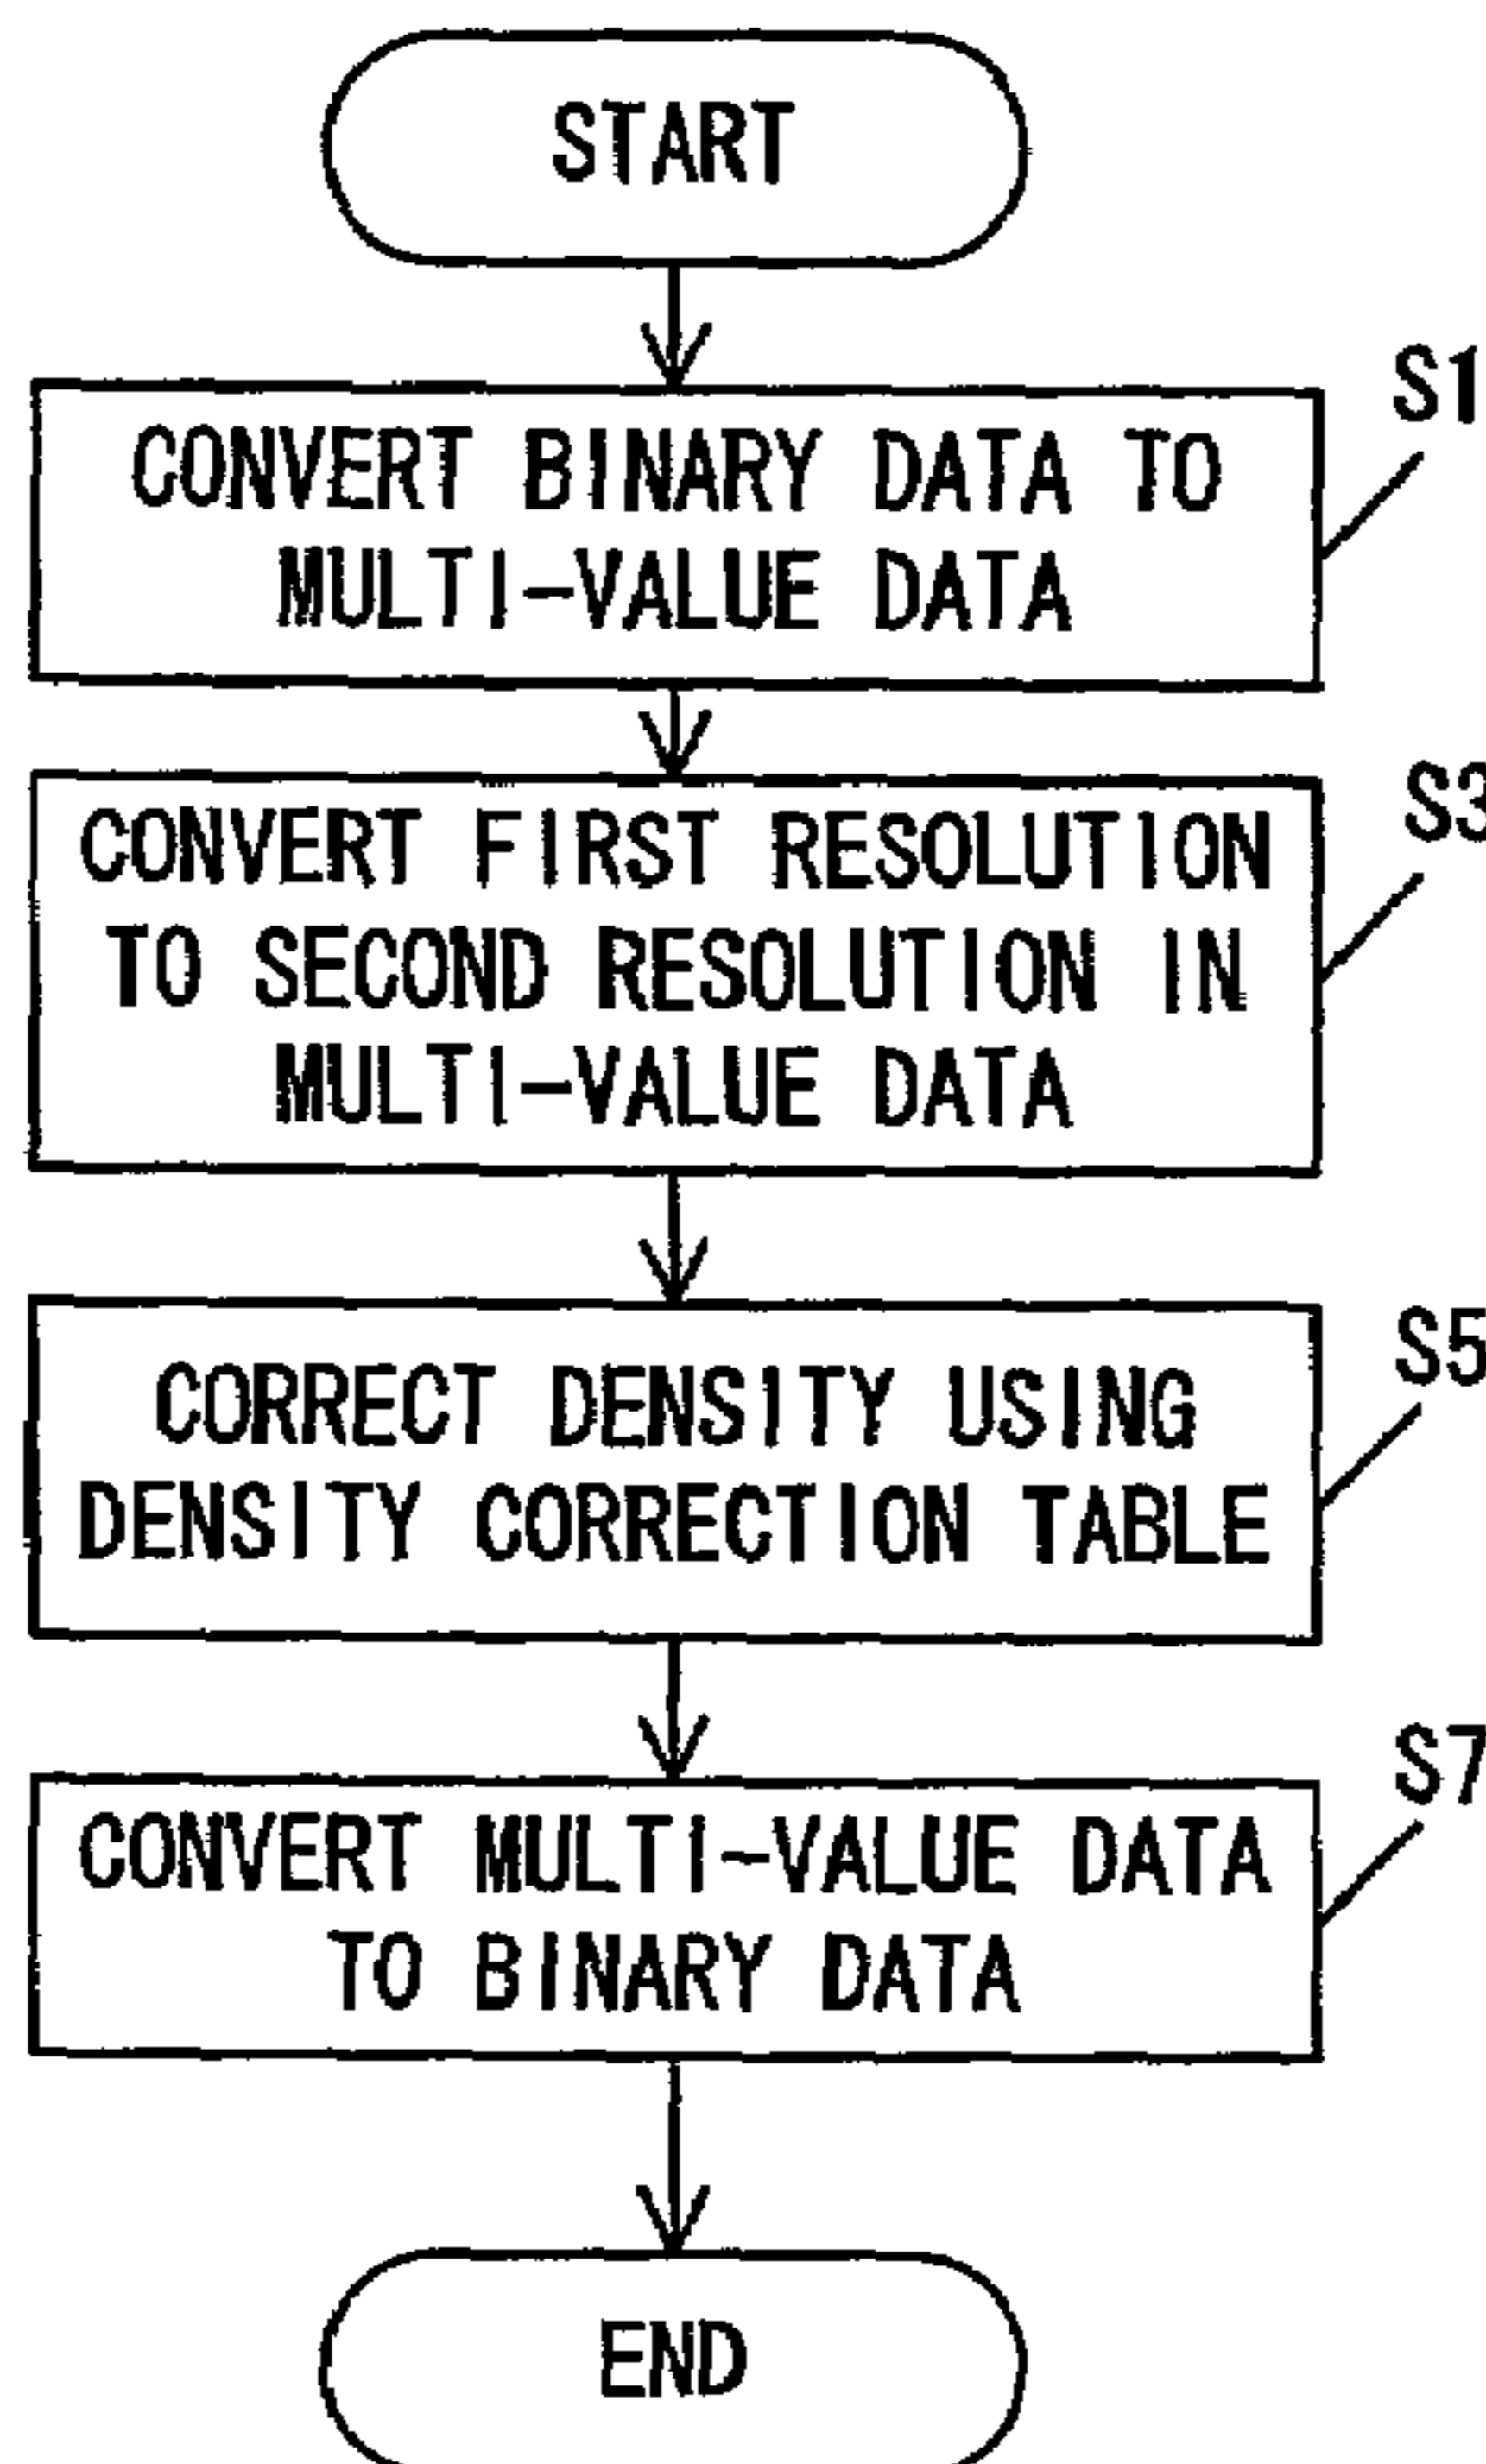 START
S1
CONVERT BINARY DATA TO
MULTI-VALUE DATA
S3
CONVERT FIRST RESOLUTION
TO SECOND RESOLUTION IN
MULTI-VALUE DATA
S5
CORRECT DENSITY USING
DENSITY CORRECTION TABLE
S7
CONVERT MULTI-VALUE DATA
TO BINARY DATA
END